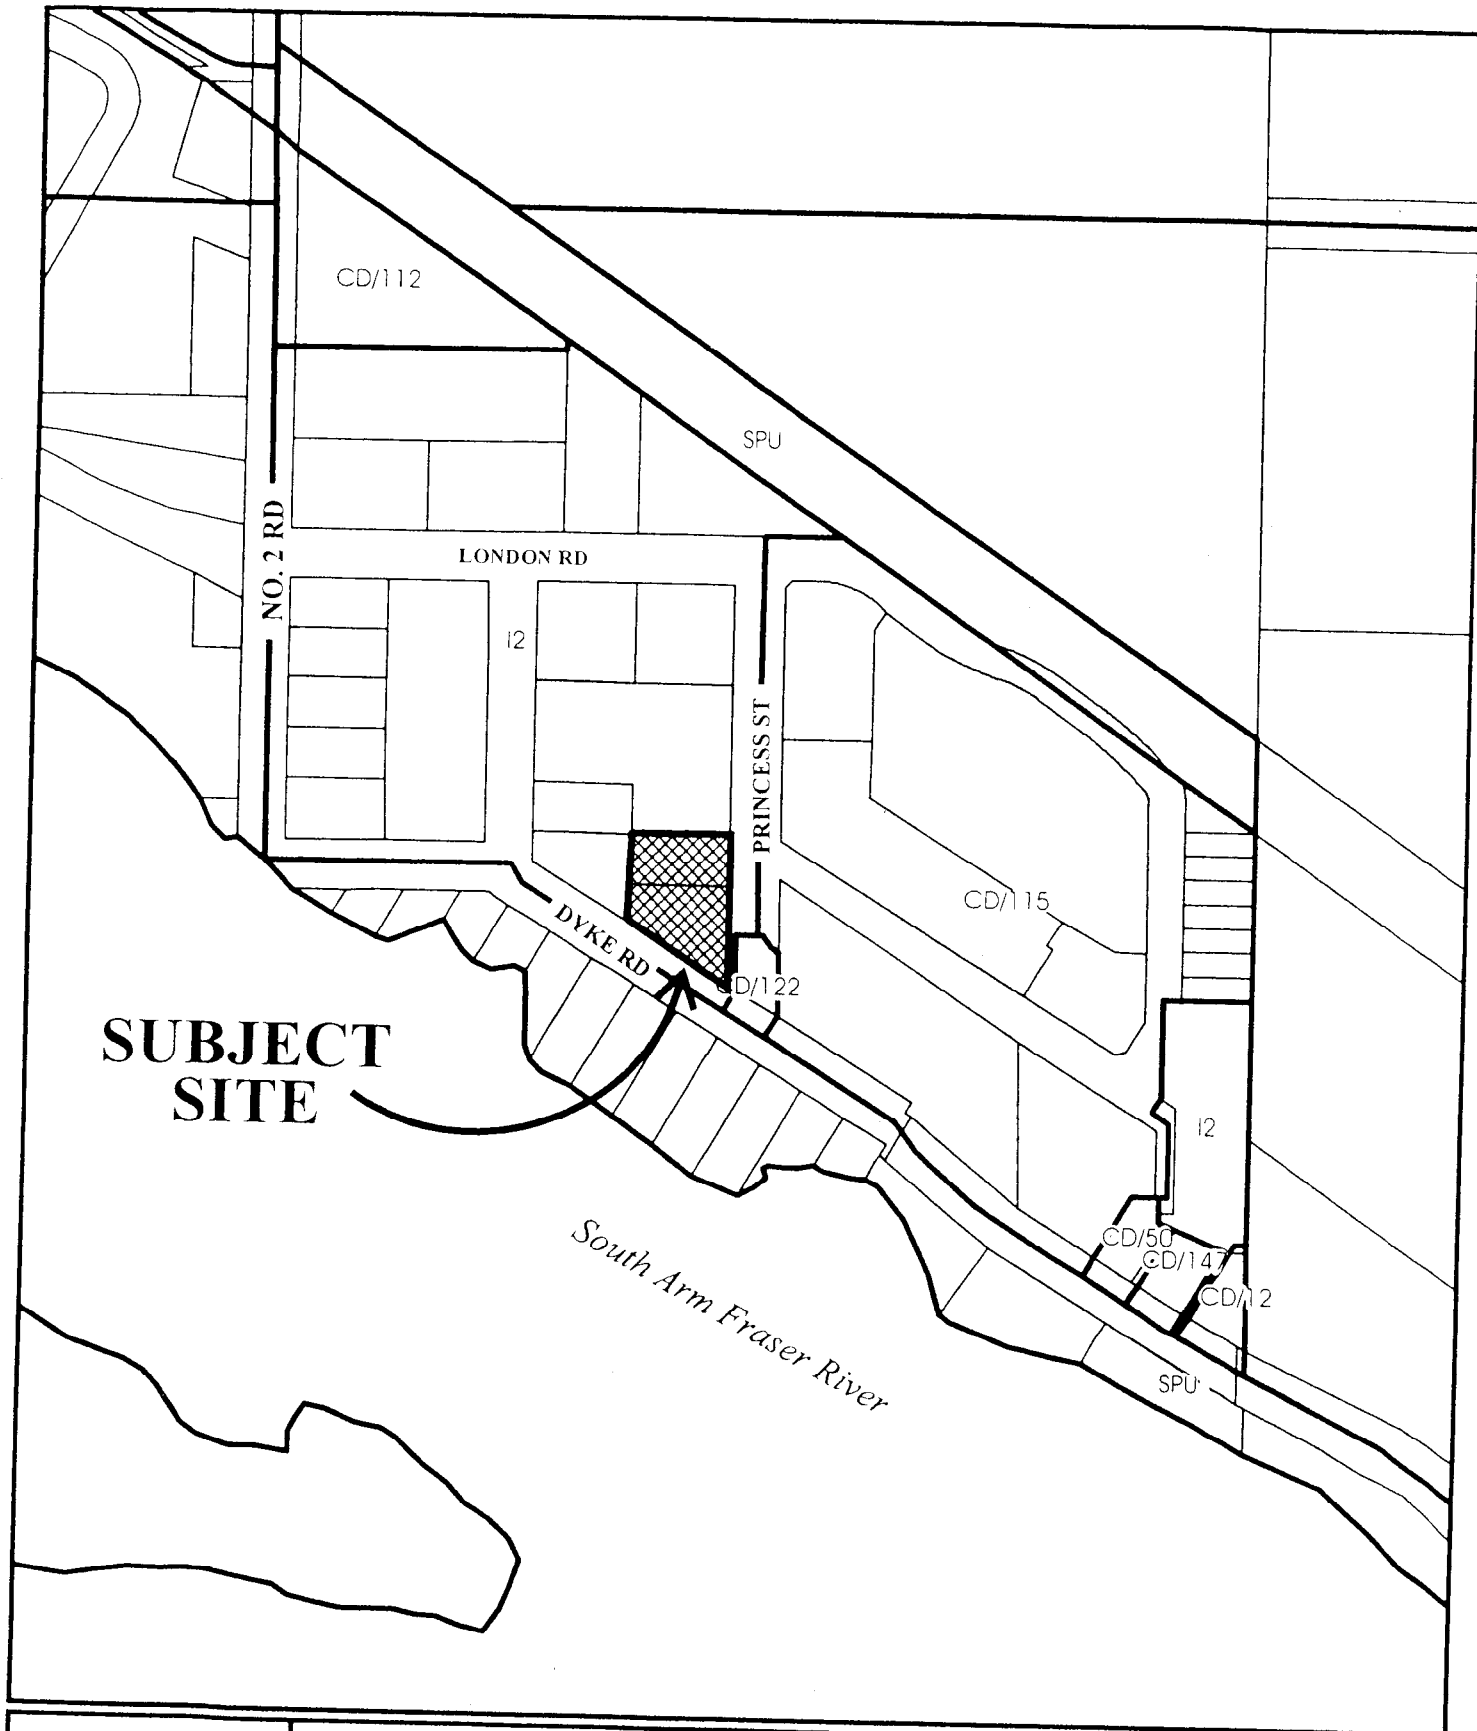 CD/112
SPU
NO. 2 RD
LONDON RD
I2
PRINCESS ST
CD/115
DYKE RD
CD/122
SUBJECT
SITE
I2
CD/50
CD/147
CD/12
South Arm Fraser River
SPU